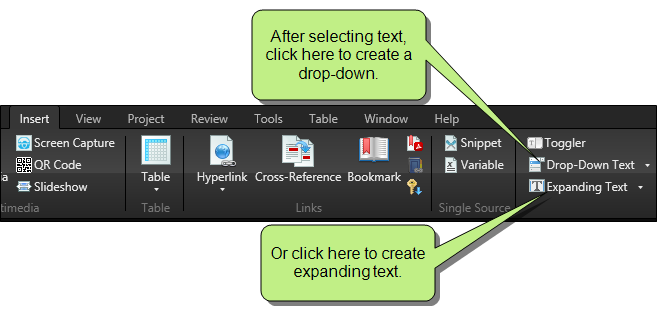 After selecting text,
click here to create a
drop-down.
Insert View Project Review Tools Table Window Help
Screen Capture
QR Code
Slideshow
Table
Hyperlink Cross-Reference Bookmark
Snippet
Variable
Toggler
Drop-Down Text
Expanding Text
timedia Table Links Single Source
Or click here to create
expanding text.